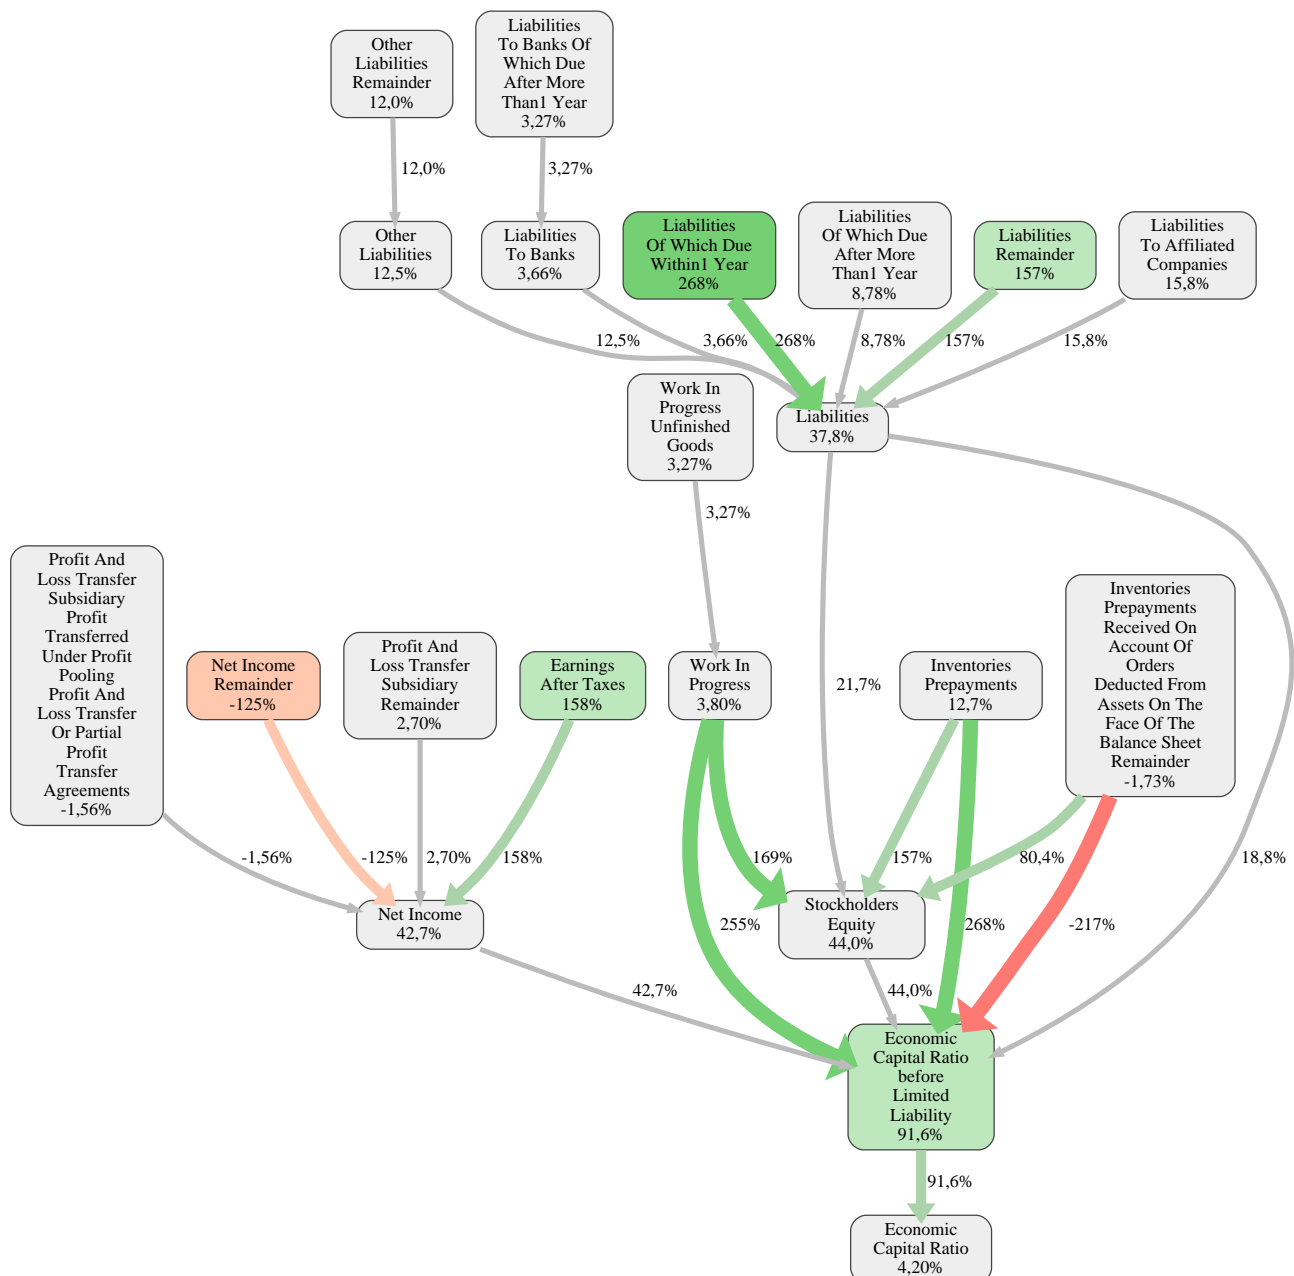 Other
Liabilities
Remainder
12,0%
Liabilities
To Banks Of
Which Due
After More
Than1 Year
3,27%
12,0%
3,27%
Other
Liabilities
12,5%
Liabilities
To Banks
3,66%
Liabilities
Of Which Due
Within1 Year
268%
Liabilities
Of Which Due
After More
Than1 Year
8,78%
Liabilities
Remainder
157%
Liabilities
To Affiliated
Companies
15,8%
12,5%
3,66%
268%
8,78%
157%
15,8%
Work In
Progress
Unfinished
Goods
3,27%
Liabilities
37,8%
3,27%
Profit And
Loss Transfer
Subsidiary
Profit
Transferred
Under Profit
Pooling
Profit And
Loss Transfer
Or Partial
Profit
Transfer
Agreements
-1,56%
Net Income
Remainder
-125%
Profit And
Loss Transfer
Subsidiary
Remainder
2,70%
Earnings
After Taxes
158%
Work In
Progress
3,80%
21,7%
Inventories
Prepayments
12,7%
Inventories
Prepayments
Received On
Account Of
Orders
Deducted From
Assets On The
Face Of The
Balance Sheet
Remainder
-1,73%
-1,56%
-125%
2,70%
158%
169%
157%
80,4%
18,8%
Net Income
42,7%
Stockholders
Equity
44,0%
255%
268%
-217%
42,7%
44,0%
Economic
Capital Ratio
before
Limited
Liability
91,6%
91,6%
Economic
Capital Ratio
4,20%